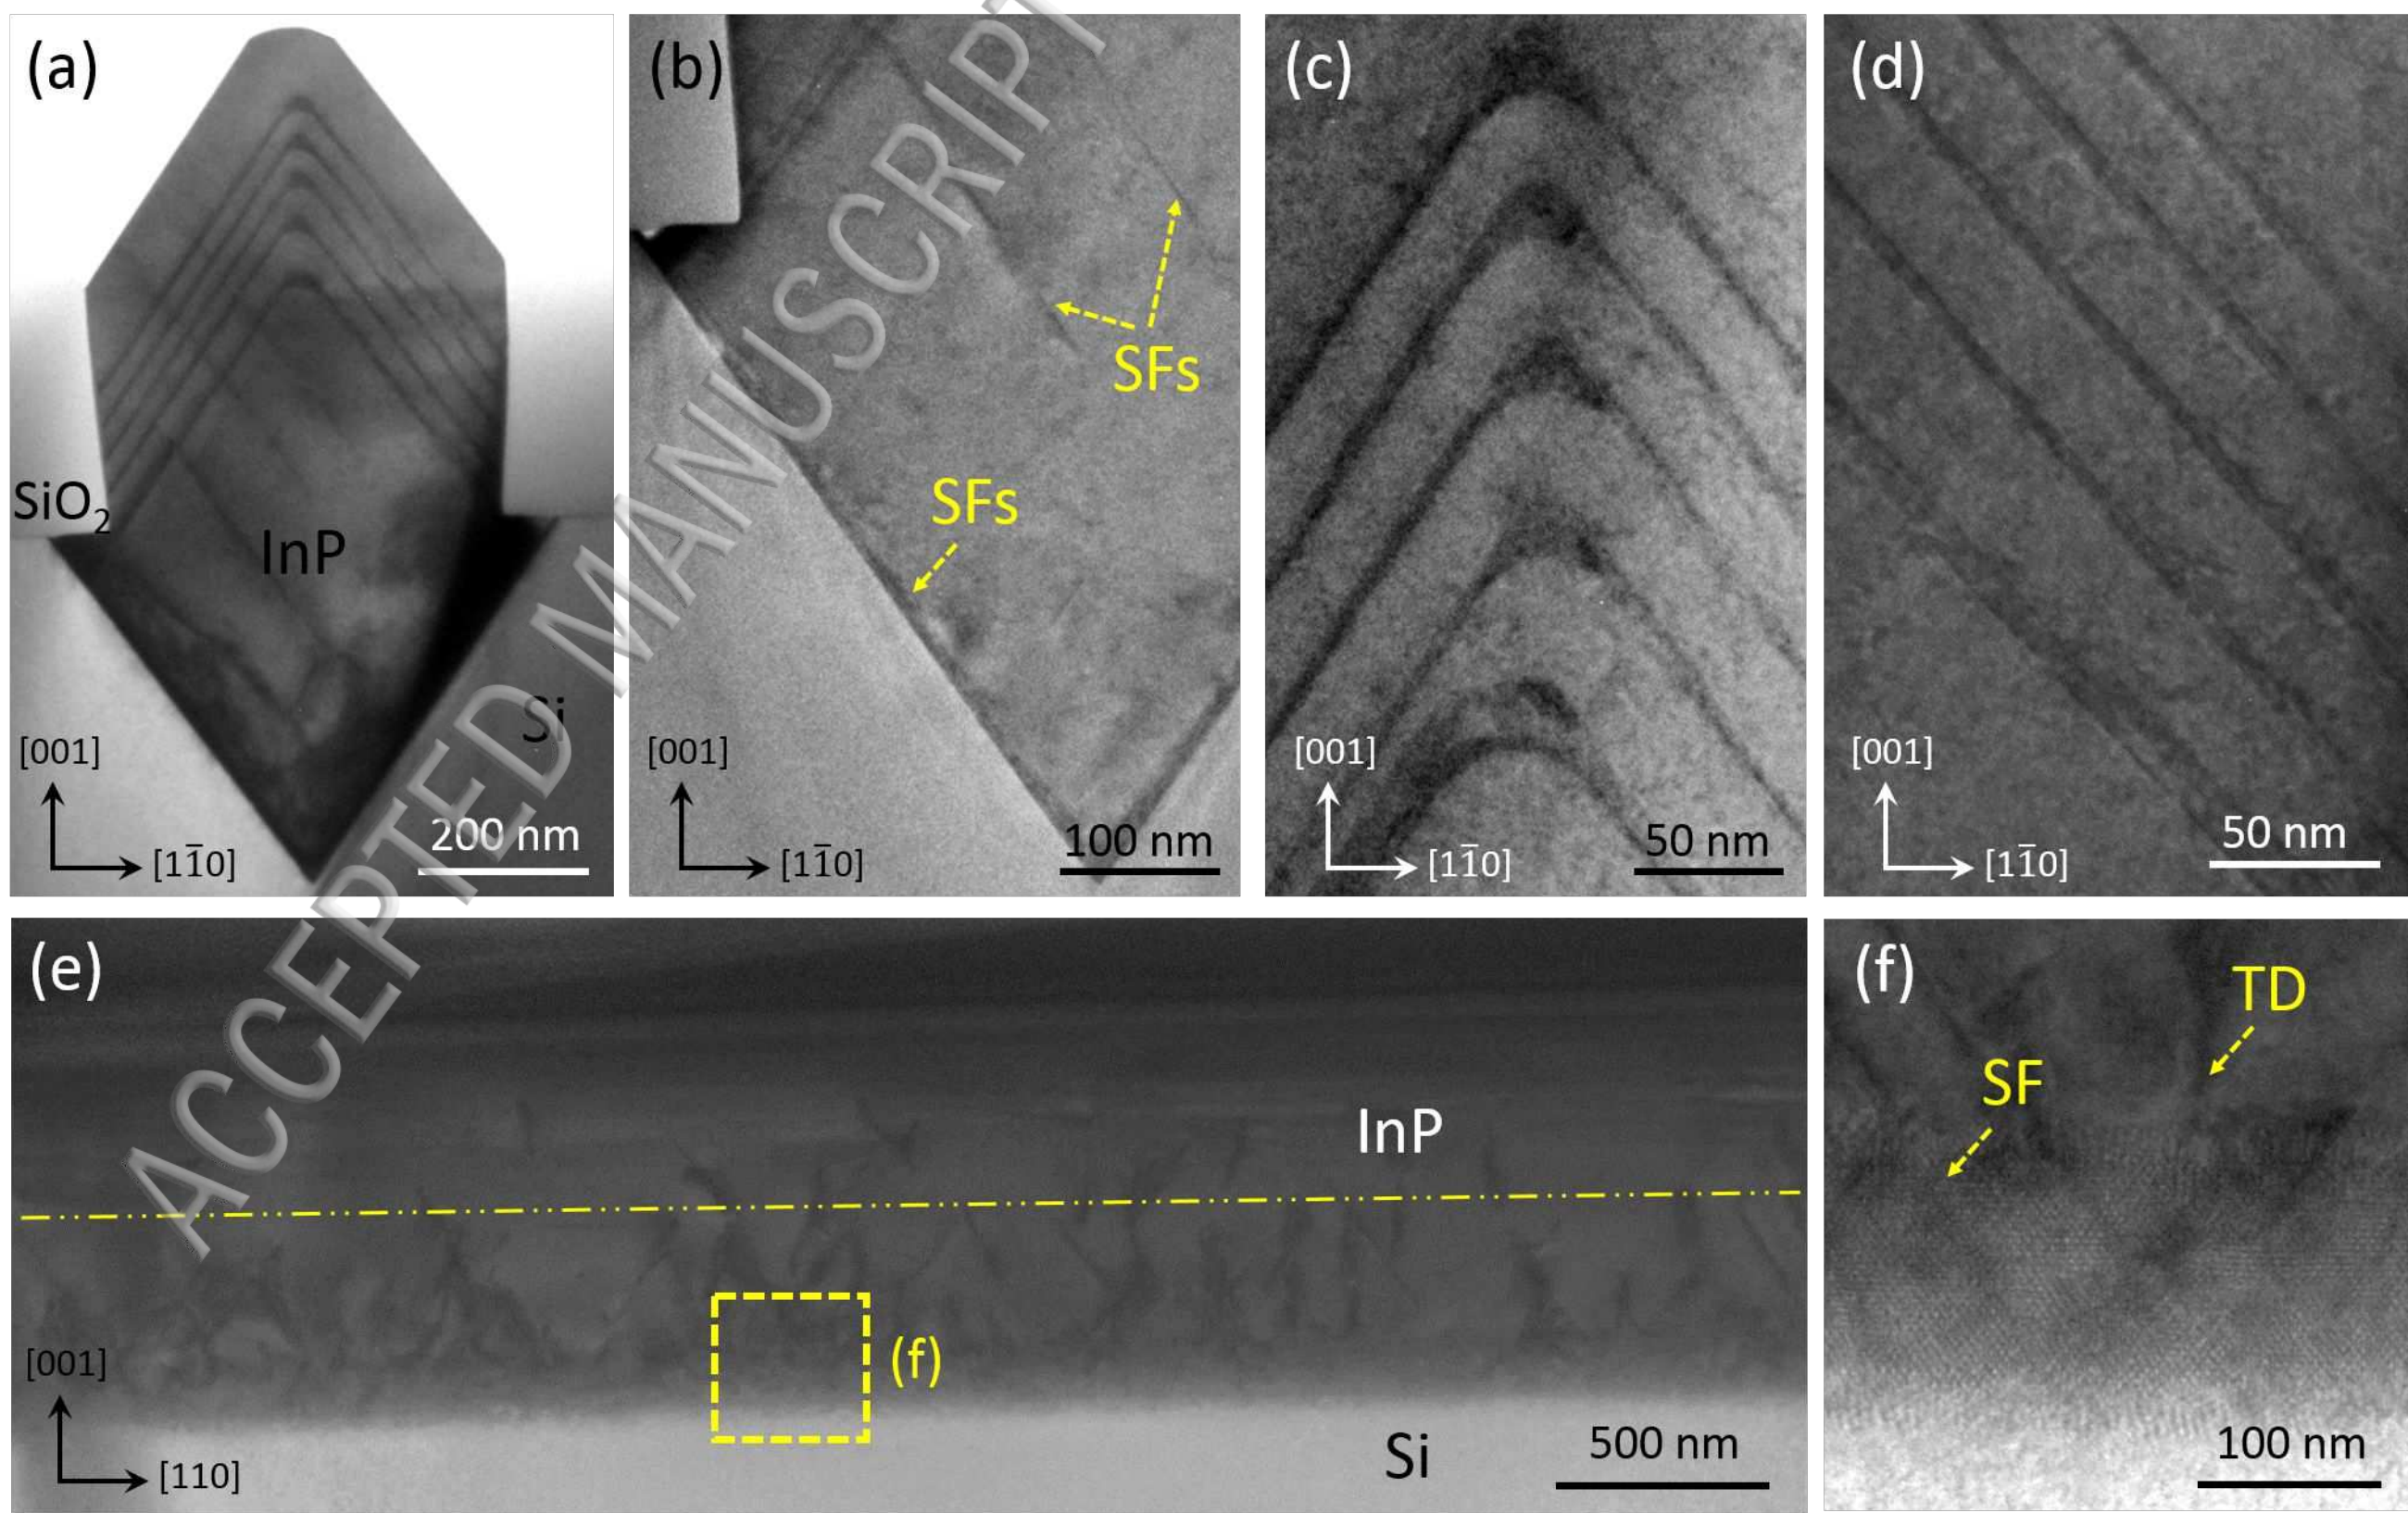 (a)
SiO₂
InP
Si
[001]
[11̅0]
200 nm
(b)
SFs
SFs
[001]
[11̅0]
100 nm
(c)
[001]
[11̅0]
50 nm
(d)
[001]
[11̅0]
50 nm
(e)
InP
(f)
[001]
[110]
Si
500 nm
(f)
TD
SF
100 nm
ACCEPTED MANUSCRIPT